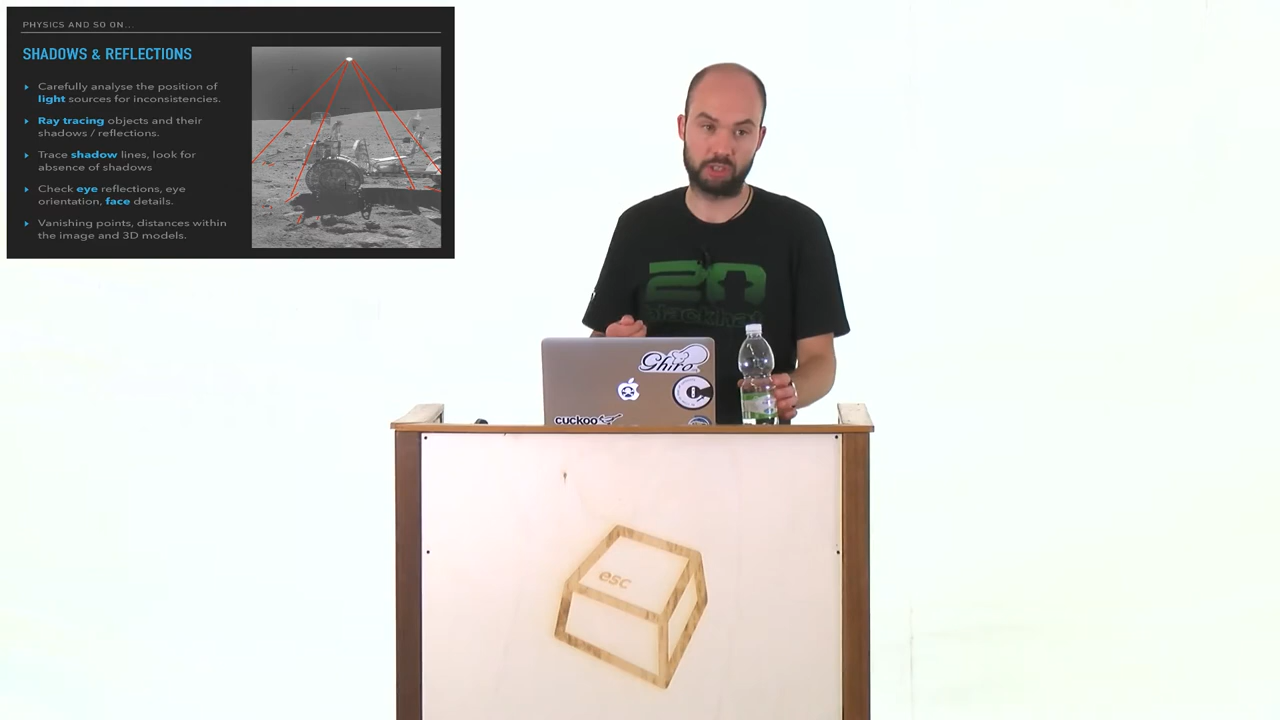 PHYSICS AND SO ON...
SHADOWS & REFLECTIONS
Carefully analyse the position of
light sources for inconsistencies.
Ray tracing objects and their
shadows / reflections.
Trace shadow lines, look for
absence of shadows
Check eye reflections, eye
orientation, face details.
Vanishing points, distances within
the image and 3D models.
20
blackhat
Ghiro
cuckoo
esc